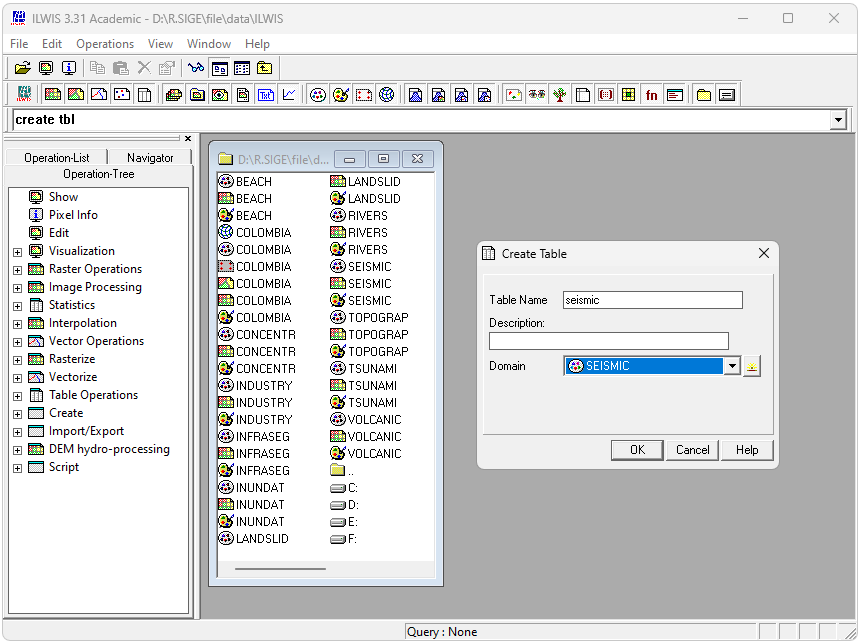 ILWIS 3.31 Academic - D:\R.SIGE\file\data\ILWIS
File Edit Operations View Window Help
Txt
fn
create tbl
Operation-List Navigator
Operation-Tree
Show
Pixel Info
Edit
Visualization
Raster Operations
Image Processing
Statistics
Interpolation
Vector Operations
Rasterize
Vectorize
Table Operations
Create
Import/Export
DEM hydro-processing
Script
D:\R.SIGE\file\d...
BEACH
BEACH
BEACH
COLOMBIA
COLOMBIA
COLOMBIA
COLOMBIA
COLOMBIA
COLOMBIA
CONCENTR
CONCENTR
CONCENTR
INDUSTRY
INDUSTRY
INDUSTRY
INFRASEG
INFRASEG
INFRASEG
INUNDAT
INUNDAT
INUNDAT
LANDSLID
LANDSLID
LANDSLID
RIVERS
RIVERS
RIVERS
SEISMIC
SEISMIC
SEISMIC
TOPOGRAP
TOPOGRAP
TOPOGRAP
TSUNAMI
TSUNAMI
TSUNAMI
VOLCANIC
VOLCANIC
VOLCANIC
..
C:
D:
E:
F:
Create Table
Table Name seismic
Description:
Domain SEISMIC
OK Cancel Help
Query : None